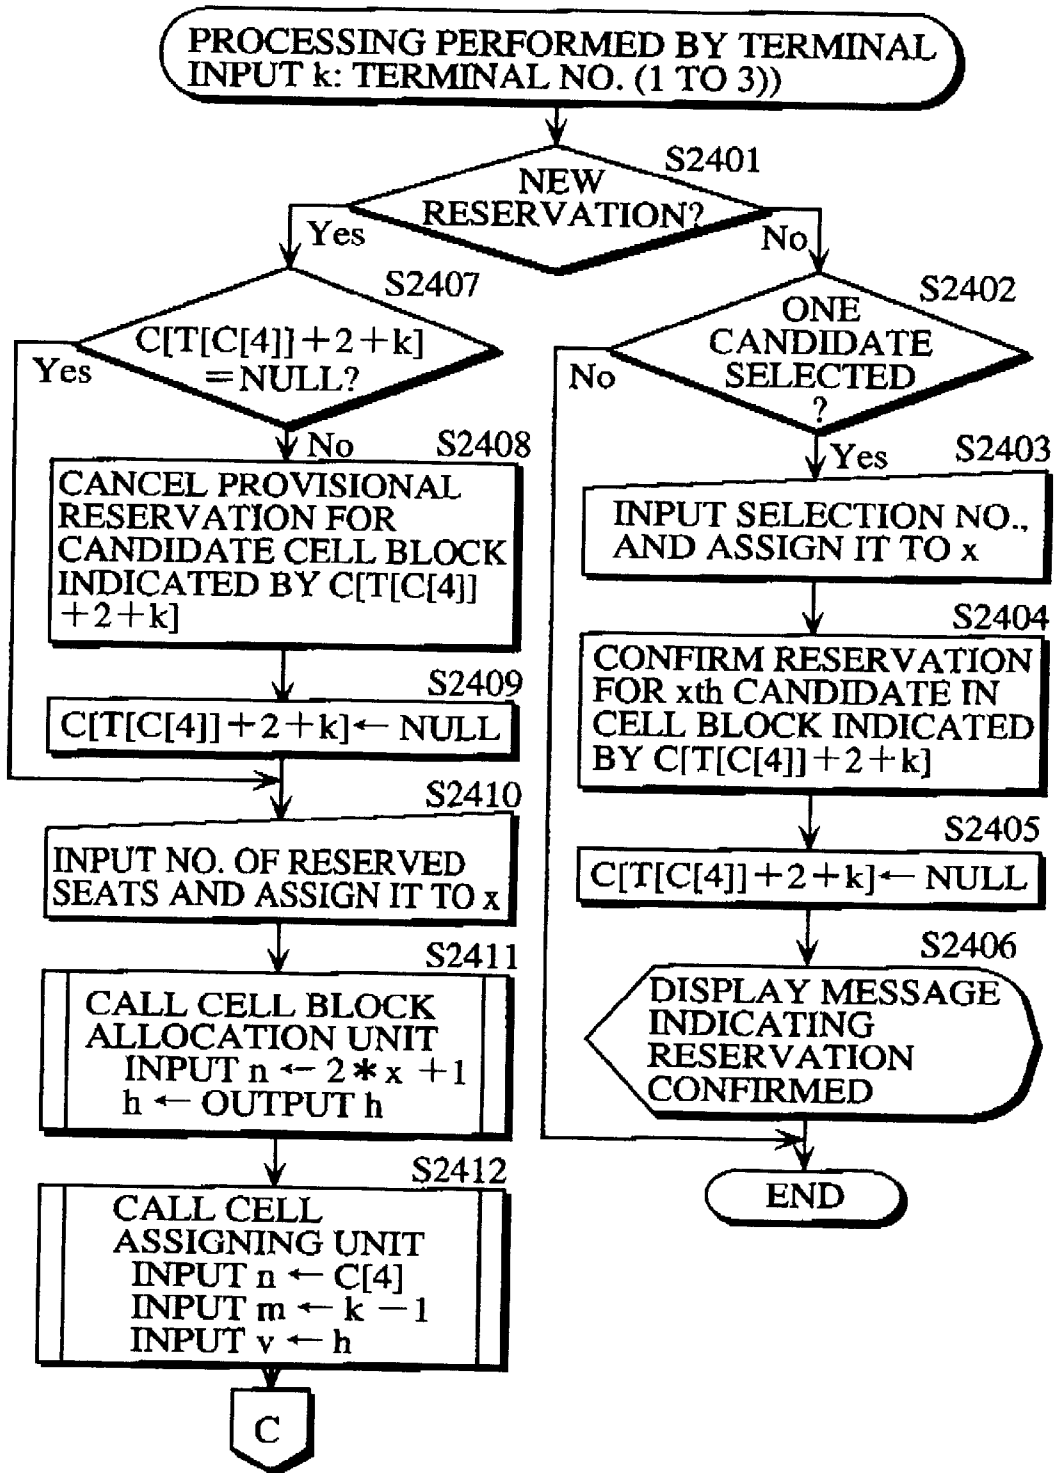 PROCESSING PERFORMED BY TERMINAL
INPUT k: TERMINAL NO. (1 TO 3))
S2401
NEW
RESERVATION?
Yes
No
S2407
C[T[C[4]]+2+k]
=NULL?
Yes
No
S2408
CANCEL PROVISIONAL
RESERVATION FOR
CANDIDATE CELL BLOCK
INDICATED BY C[T[C[4]]
+2+k]
S2409
C[T[C[4]]+2+k]← NULL
S2410
INPUT NO. OF RESERVED
SEATS AND ASSIGN IT TO x
S2411
CALL CELL BLOCK
ALLOCATION UNIT
INPUT n ← 2*x +1
h ← OUTPUT h
S2412
CALL CELL
ASSIGNING UNIT
INPUT n ← C[4]
INPUT m ← k −1
INPUT v ← h
C
S2402
ONE
CANDIDATE
SELECTED
?
No
Yes
S2403
INPUT SELECTION NO.,
AND ASSIGN IT TO x
S2404
CONFIRM RESERVATION
FOR xth CANDIDATE IN
CELL BLOCK INDICATED
BY C[T[C[4]]+2+k]
S2405
C[T[C[4]]+2+k]← NULL
S2406
DISPLAY MESSAGE
INDICATING
RESERVATION
CONFIRMED
END